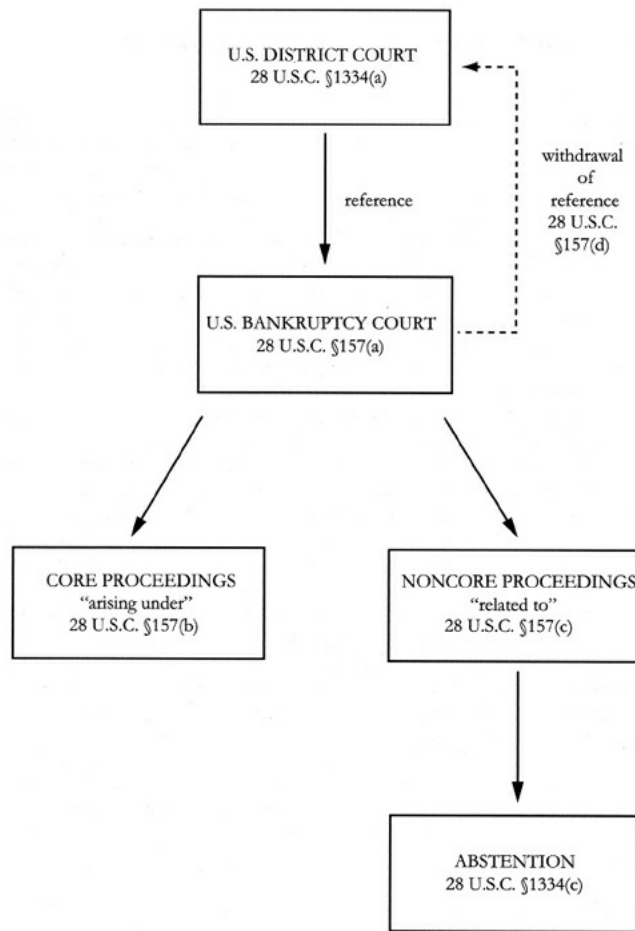 U.S. DISTRICT COURT
28 U.S.C. §1334(a)
reference
withdrawal
of
reference
28 U.S.C.
§157(d)
U.S. BANKRUPTCY COURT
28 U.S.C. §157(a)
CORE PROCEEDINGS
“arising under”
28 U.S.C. §157(b)
NONCORE PROCEEDINGS
“related to”
28 U.S.C. §157(c)
ABSTENTION
28 U.S.C. §1334(c)